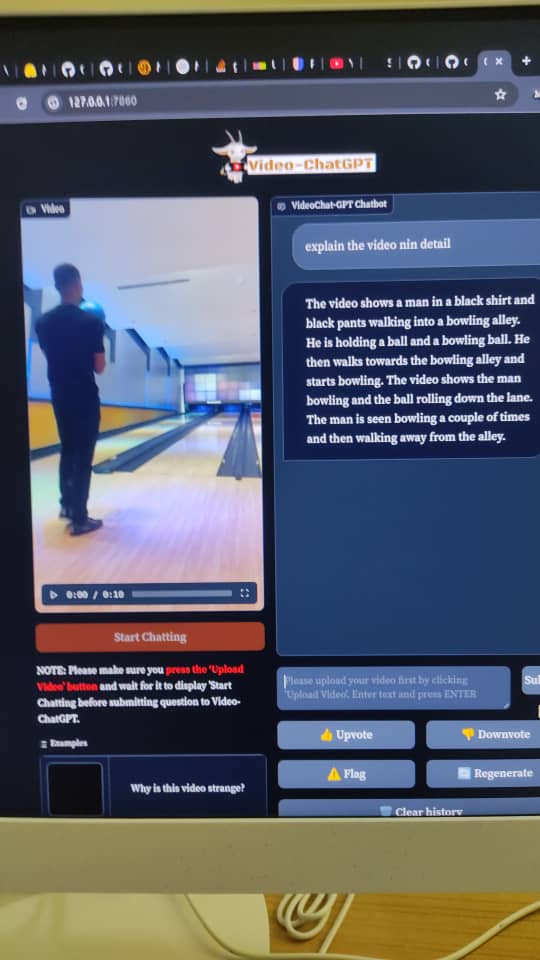 127.0.0.1:7860
Video-ChatGPT
Video
VideoChat-GPT Chatbot
explain the video nin detail
The video shows a man in a black shirt and
black pants walking into a bowling alley.
He is holding a ball and a bowling ball. He
then walks towards the bowling alley and
starts bowling. The video shows the man
bowling and the ball rolling down the lane.
The man is seen bowling a couple of times
and then walking away from the alley.
0:00 / 0:10
Start Chatting
NOTE: Please make sure you press the 'Upload
Video' button and wait for it to display 'Start
Chatting before submitting question to Video-
ChatGPT.
Please upload your video first by clicking
'Upload Video'. Enter text and press ENTER
Upvote
Downvote
Flag
Regenerate
Clear history
Examples
Why is this video strange?